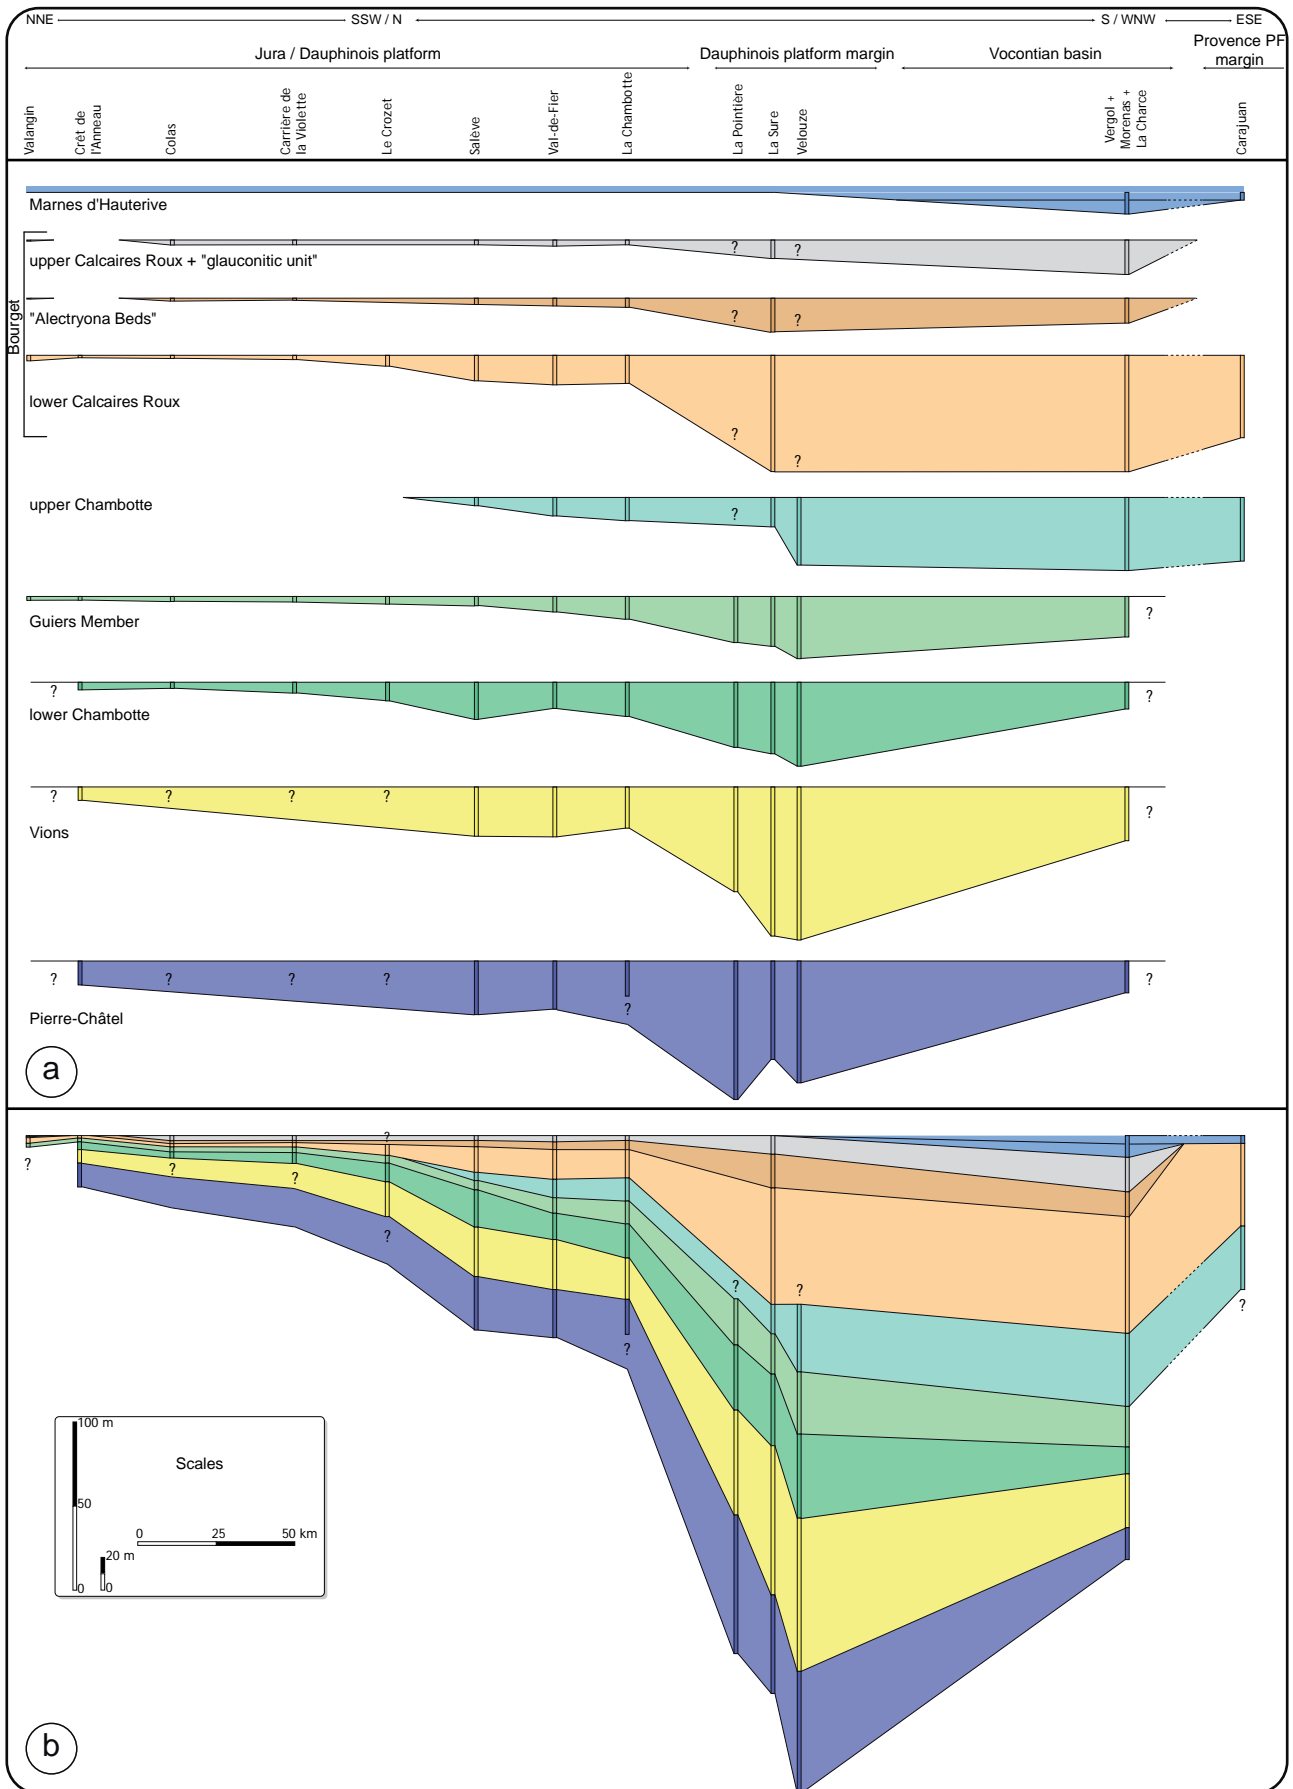 NNE
SSW / N
S / WNW
ESE
Jura / Dauphinois platform
Dauphinois platform margin
Vocontian basin
Provence PF
margin
Valangin
Crêt de
l'Anneau
Colas
Carrière de
la Violette
Le Crozet
Salève
Val-de-Fier
La Chambotte
La Pointière
La Sure
Velouze
Vergol +
Morenas +
La Charce
Carajuan
Marnes d'Hauterive
Bourget
? ?
upper Calcaires Roux + "glauconitic unit"
"Alectryona Beds"
? ?
lower Calcaires Roux
?
?
upper Chambotte
?
Guiers Member
?
? ?
lower Chambotte
? ? ? ? ?
Vions
? ? ? ? ? ?
Pierre-Châtel
a
?
? ? ? ?
? ?
?
?
?
100 m
Scales
50
0 25 50 km
20 m
0 0
b